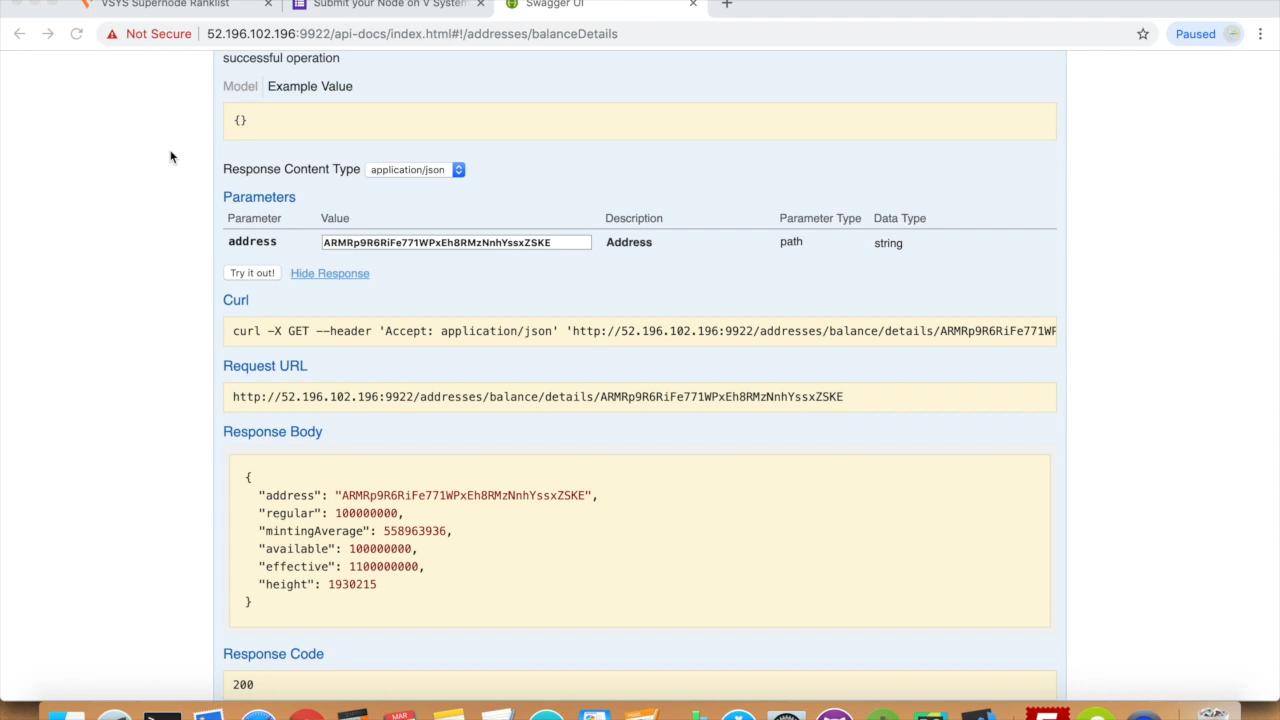 VSYS Supernode Ranklist
Submit your Node on V System
Swagger UI
Not Secure | 52.196.102.196:9922/api-docs/index.html#!/addresses/balanceDetails
Paused
successful operation
Model Example Value
{}
Response Content Type application/json
Parameters
Parameter Value Description Parameter Type Data Type
address ARMRp9R6RiFe771WPxEh8RMzNnhYssxZSKE Address path string
Try it out! Hide Response
Curl
curl -X GET --header 'Accept: application/json' 'http://52.196.102.196:9922/addresses/balance/details/ARMRp9R6RiFe771WP
Request URL
http://52.196.102.196:9922/addresses/balance/details/ARMRp9R6RiFe771WPxEh8RMzNnhYssxZSKE
Response Body
{
"address": "ARMRp9R6RiFe771WPxEh8RMzNnhYssxZSKE",
"regular": 100000000,
"mintingAverage": 558963936,
"available": 100000000,
"effective": 1100000000,
"height": 1930215
}
Response Code
200
MAR